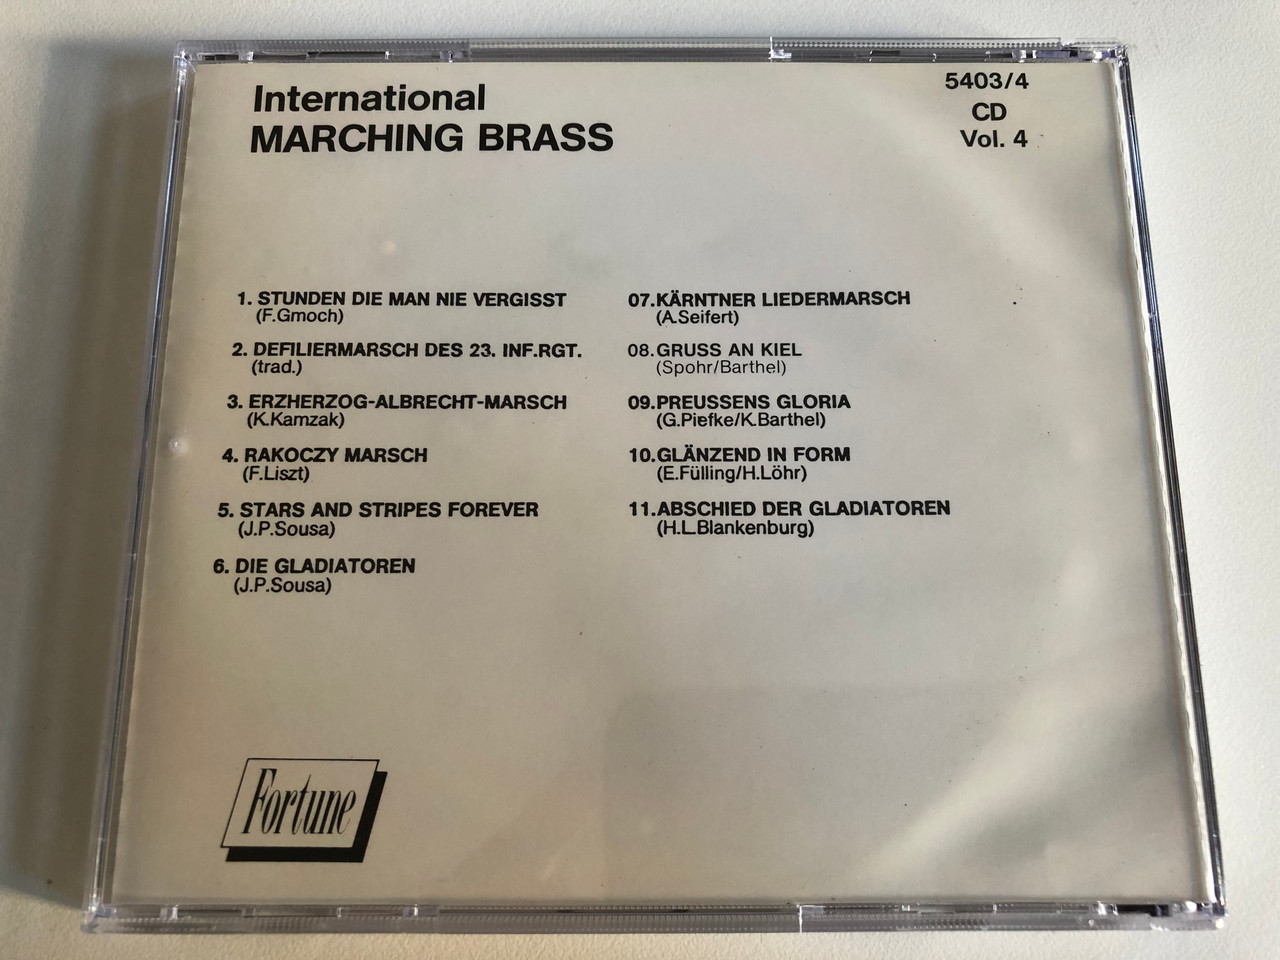 International
MARCHING BRASS
5403/4
CD
Vol. 4
1. STUNDEN DIE MAN NIE VERGISST
(F.Gmoch)
2. DEFILIERMARSCH DES 23. INF.RGT.
(trad.)
3. ERZHERZOG-ALBRECHT-MARSCH
(K.Kamzak)
4. RAKOCZY MARSCH
(F.Liszt)
5. STARS AND STRIPES FOREVER
(J.P.Sousa)
6. DIE GLADIATOREN
(J.P.Sousa)
07.KÄRNTNER LIEDERMARSCH
(A.Seifert)
08.GRUSS AN KIEL
(Spohr/Barthel)
09.PREUSSENS GLORIA
(G.Piefke/K.Barthel)
10.GLÄNZEND IN FORM
(E.Fülling/H.Löhr)
11.ABSCHIED DER GLADIATOREN
(H.L.Blankenburg)
Fortune